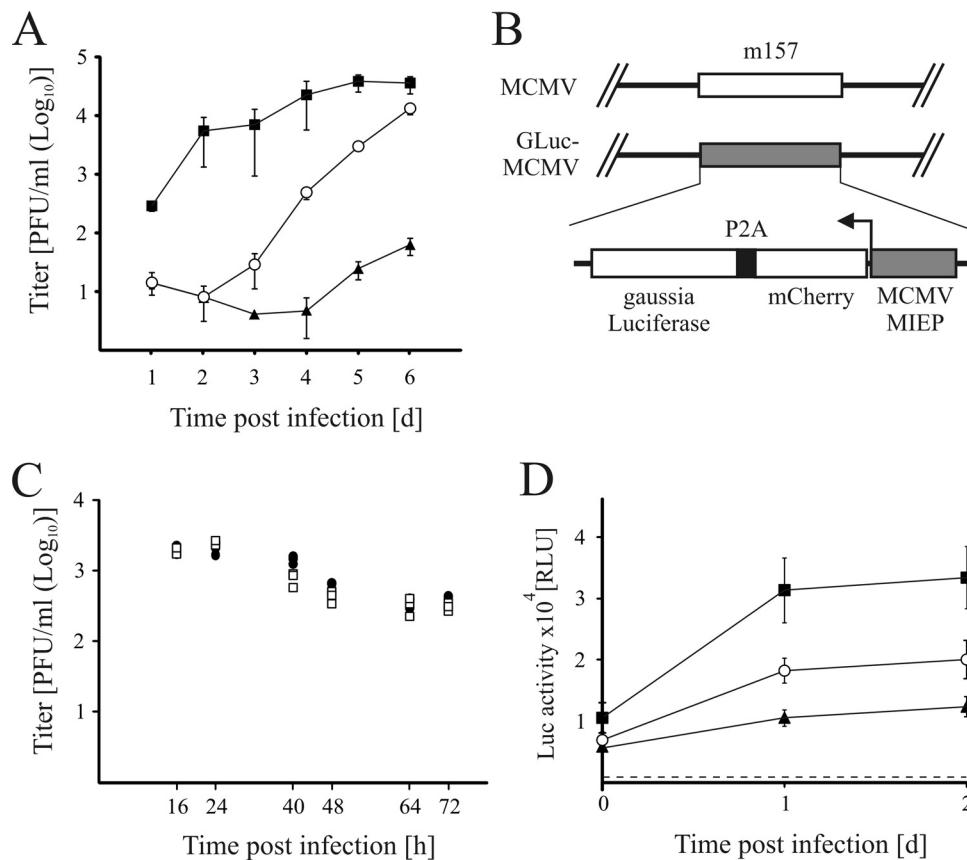 A
Titer [PFU/ml (Log₁₀)]
5
4
3
2
1
1 2 3 4 5 6
Time post infection [d]
B
m157
MCMV
GLuc-
MCMV
P2A
gaussia
Luciferase
mCherry
MCMV
MIEP
C
Titer [PFU/ml (Log₁₀)]
4
3
2
1
16 24 40 48 64 72
Time post infection [h]
D
Luc activity x10⁴ [RLU]
4
3
2
1
0 1 2
Time post infection [d]